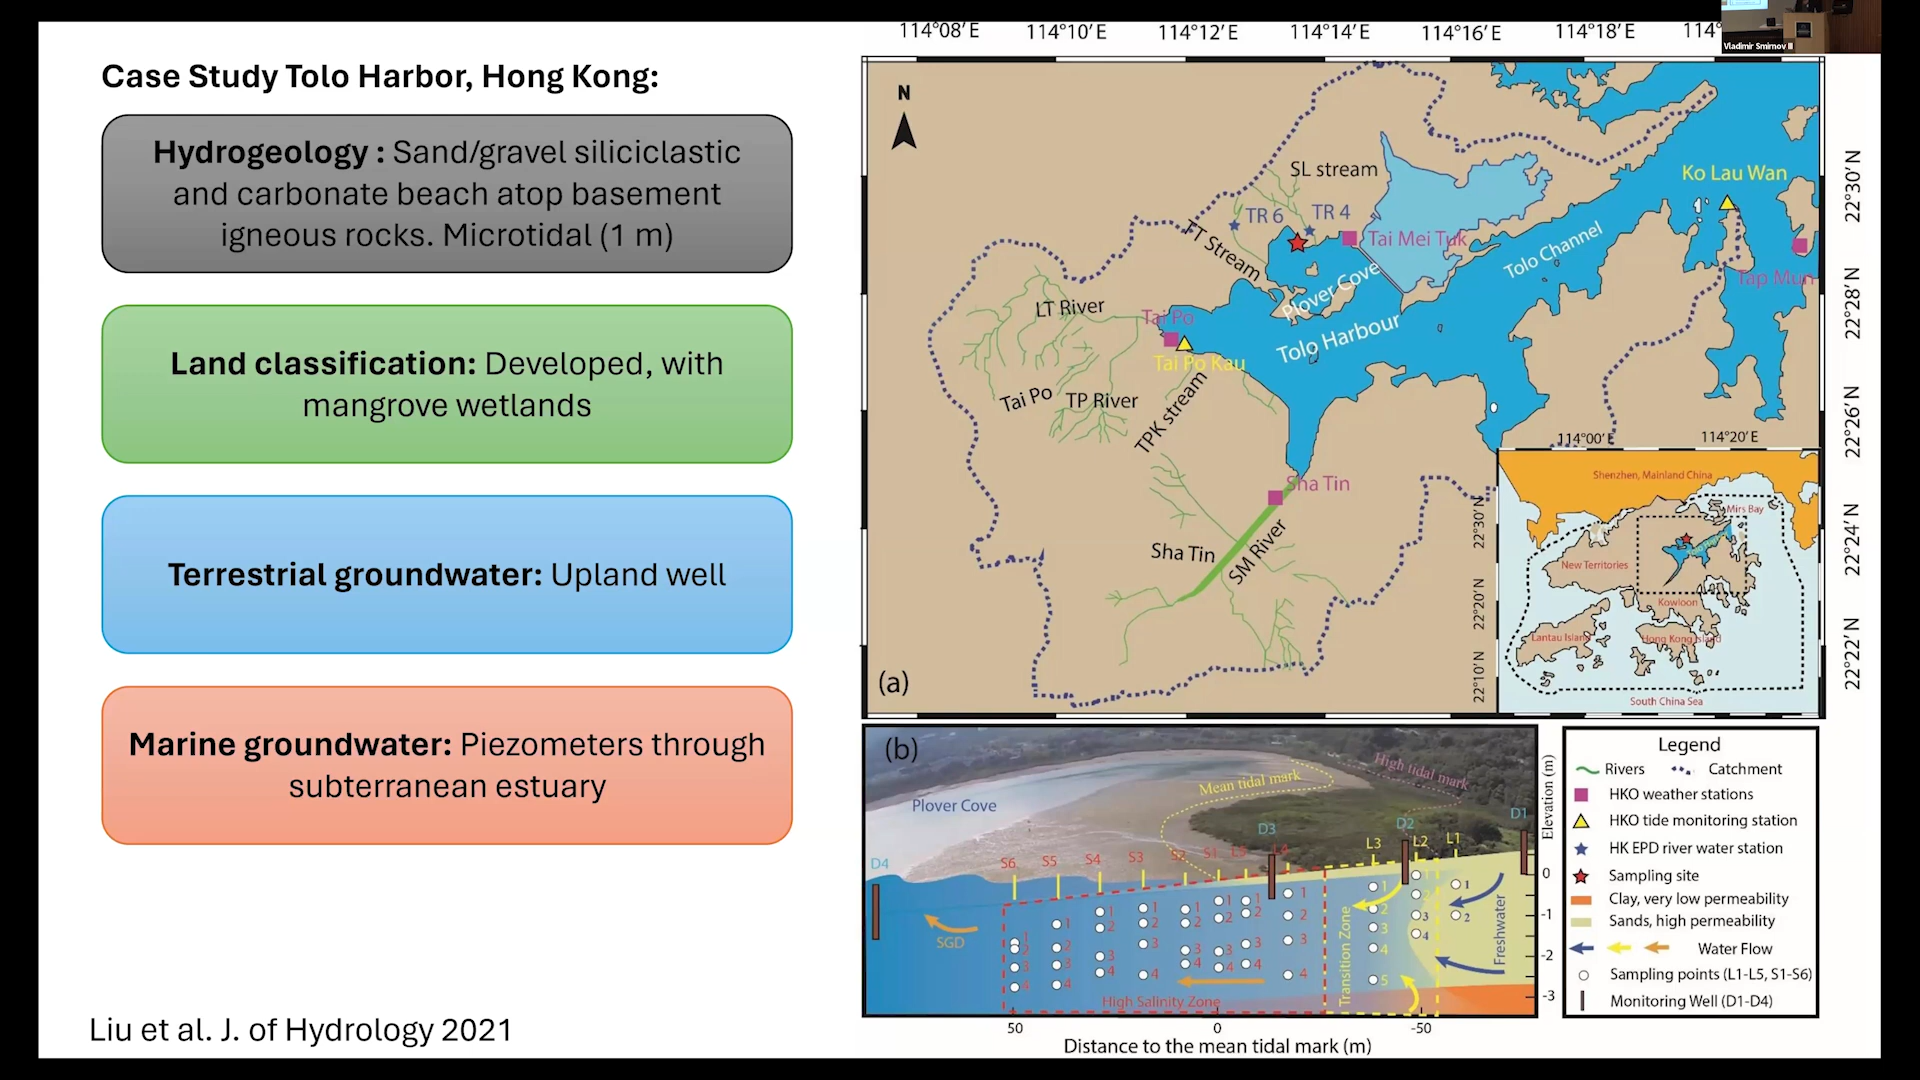 Vladimir Smirnov II
Case Study Tolo Harbor, Hong Kong:
Hydrogeology : Sand/gravel siliciclastic
and carbonate beach atop basement
igneous rocks. Microtidal (1 m)
Land classification: Developed, with
mangrove wetlands
Terrestrial groundwater: Upland well
Marine groundwater: Piezometers through
subterranean estuary
Liu et al. J. of Hydrology 2021
114°08′E 114°10′E 114°12′E 114°14′E 114°16′E 114°18′E
N
SL stream
Ko Lau Wan
TR 6
TR 4
Tai Mei Tuk
FT Stream
Tolo Channel
Tap Mun
Plover Cove
LT River
Tai Po
Tolo Harbour
Tai Po Kau
Tai Po
TP River
TPK stream
Sha Tin
Sha Tin
SM River
(a)
22°30′N
22°28′N
22°26′N
22°24′N
22°22′N
114°00′E 114°20′E
Shenzhen, Mainland China
Mirs Bay
New Territories
Kowloon
Lantau Island
Hong Kong Island
South China Sea
22°30′N
22°20′N
22°10′N
(b)
Plover Cove
Mean tidal mark
High tidal mark
D4
S6 S5 S4 S3 S2 S1 L5 L4
D3
L3
D2
L2 L1
D1
SGD
High Salinity Zone
Transition Zone
Freshwater
Elevation (m)
0
-1
-2
-3
50 0 -50
Distance to the mean tidal mark (m)
Legend
Rivers Catchment
HKO weather stations
HKO tide monitoring station
HK EPD river water station
Sampling site
Clay, very low permeability
Sands, high permeability
Water Flow
Sampling points (L1-L5, S1-S6)
Monitoring Well (D1-D4)